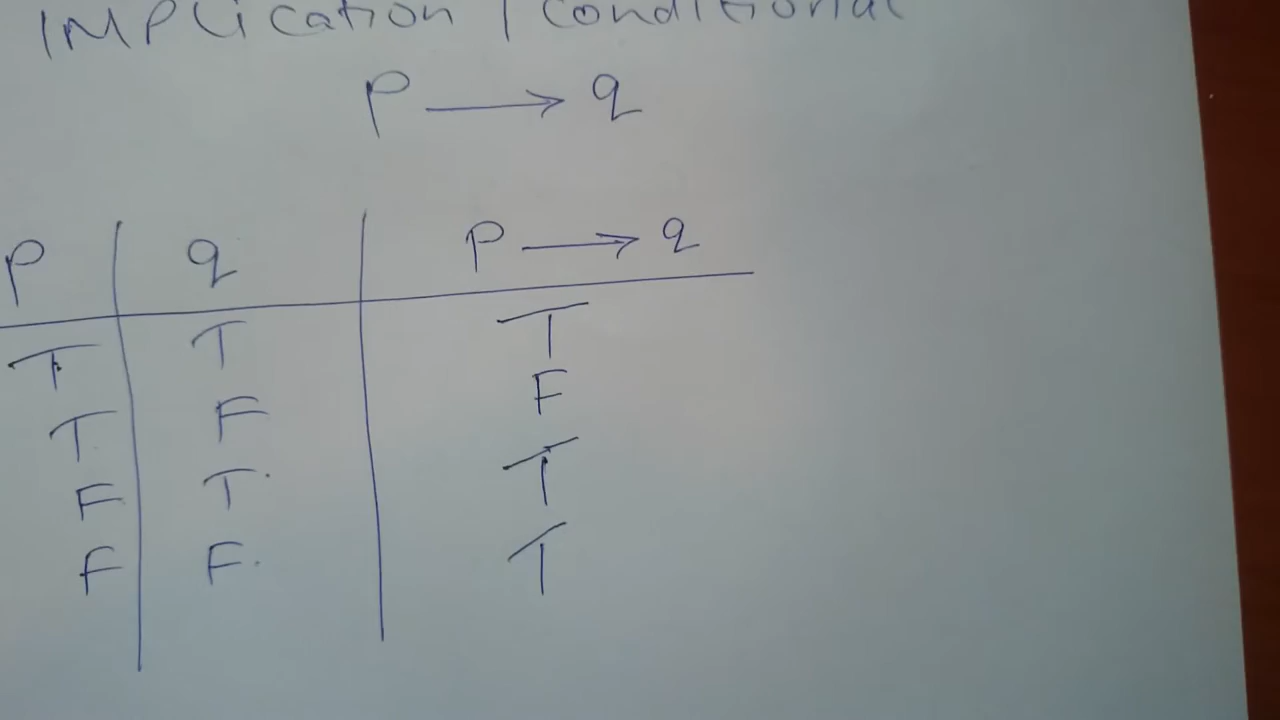 IMPLication / Conditional
P → q
P q P → q
T T T
T F F
F T T
F F T